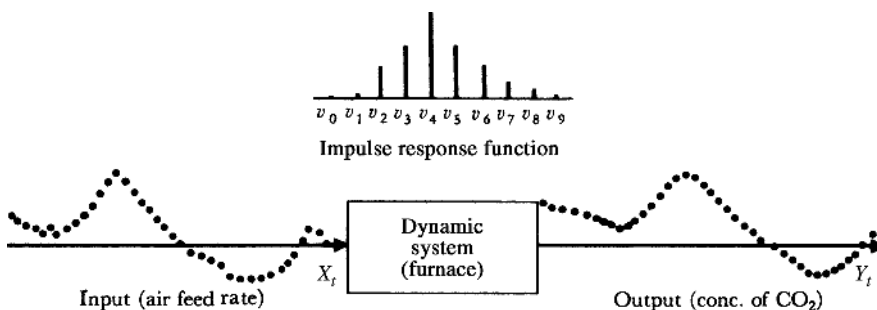 v₀ v₁ v₂ v₃ v₄ v₅ v₆ v₇ v₈ v₉
Impulse response function
Dynamic
system
(furnace)
Xₜ
Yₜ
Input (air feed rate)
Output (conc. of CO₂)